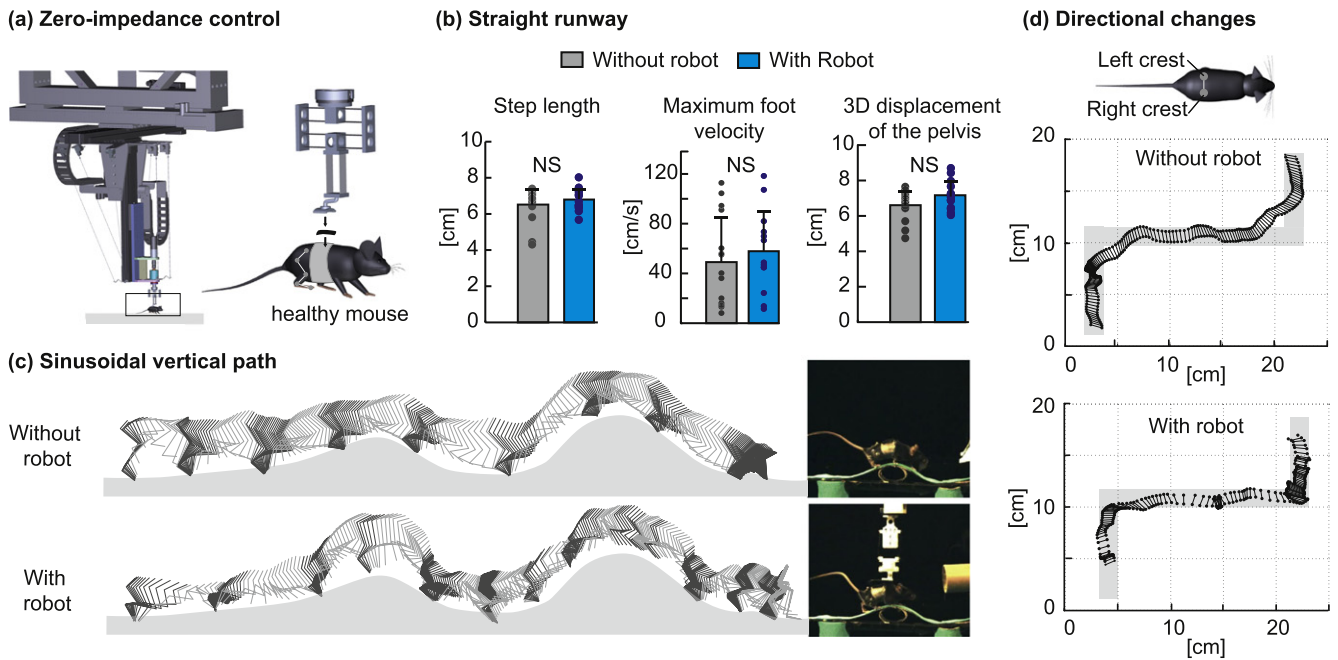 (a) Zero-impedance control
healthy mouse
(b) Straight runway
Without robot
With Robot
Step length
10
8
6
4
2
0
[cm]
NS
Maximum foot
velocity
120
80
40
0
[cm/s]
NS
3D displacement
of the pelvis
10
8
6
4
2
0
[cm]
NS
(c) Sinusoidal vertical path
Without
robot
With
robot
(d) Directional changes
Left crest
Right crest
20
10
0
[cm]
Without robot
0
10
20
[cm]
20
10
0
[cm]
With robot
0
10
20
[cm]